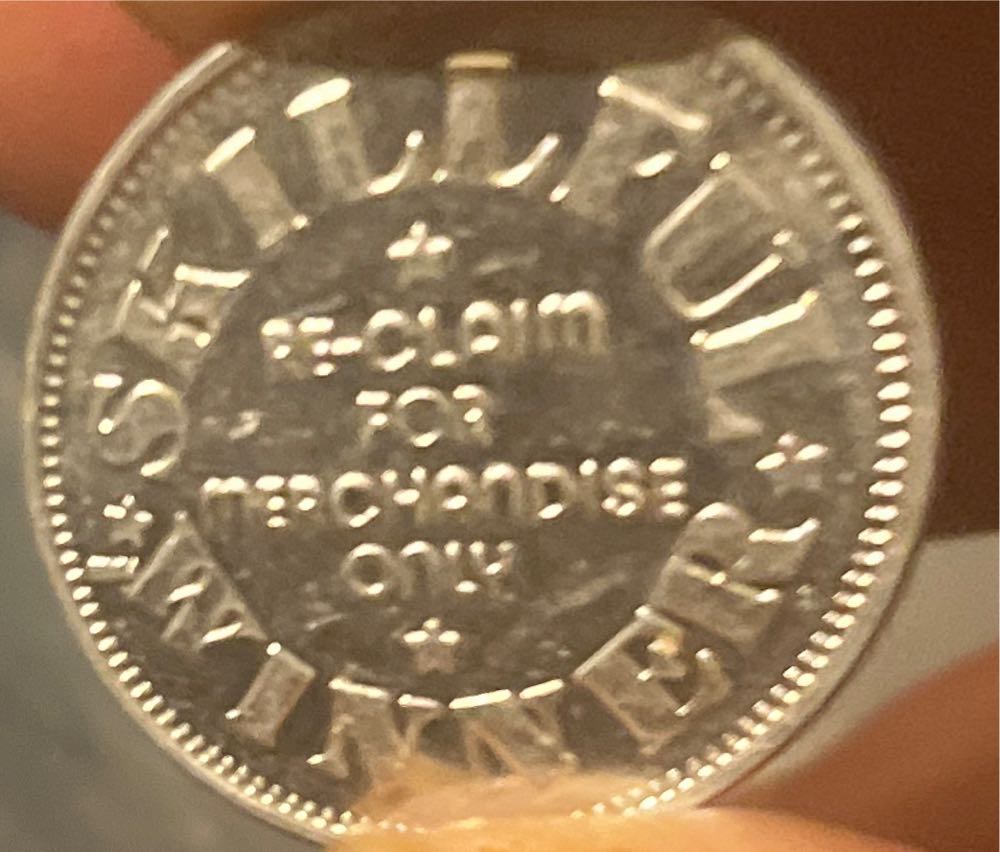 SKILLFUL
RE-CLAIM
FOR
MERCHANDISE
ONLY
WINNER